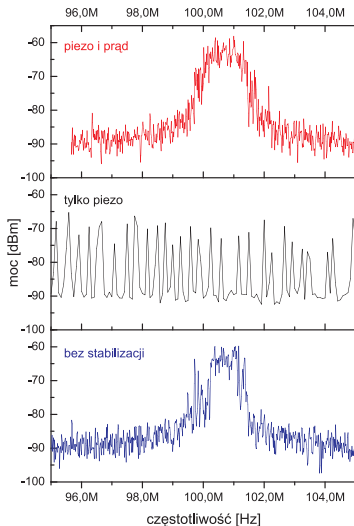 96,0M 98,0M 100,0M 102,0M 104,0M
-60
piezo i prąd
-70
-80
-90
-100
-60
tylko piezo
-70
-80
-90
-100
moc [dBm]
-60
bez stabilizacji
-70
-80
-90
-100
96,0M 98,0M 100,0M 102,0M 104,0M
częstotliwość [Hz]